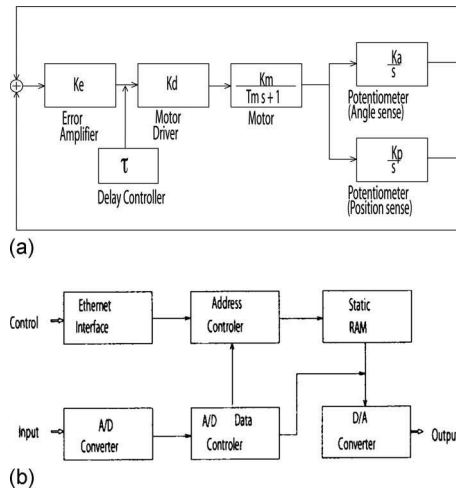 Ke
Kd
Km
Tm s + 1
Ka
s
Error
Amplifier
Motor
Driver
Motor
Potentiometer
(Angle sense)
τ
Delay Controller
Kp
s
Potentiometer
(Position sense)
(a)
Control
Ethernet
Interface
Address
Controler
Static
RAM
Input
A/D
Converter
A/D Data
Controler
D/A
Converter
Output
(b)